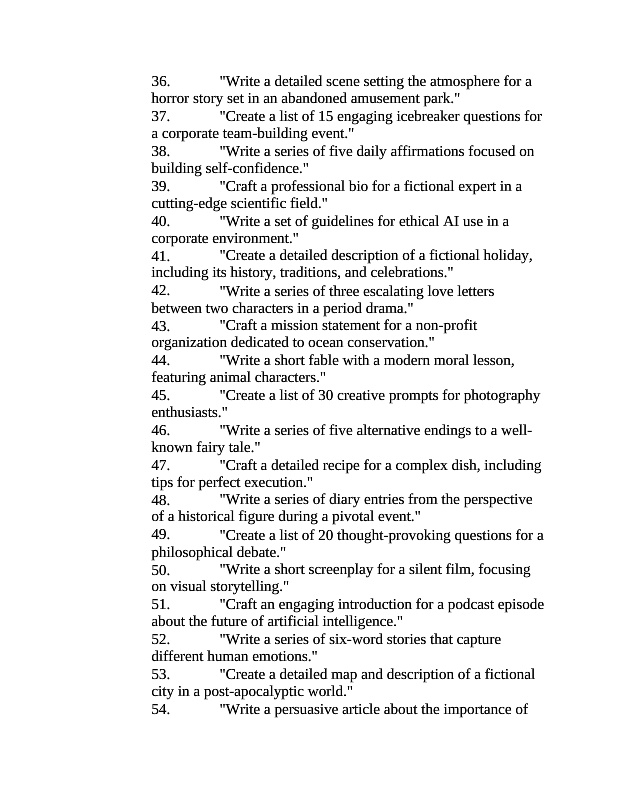 36. "Write a detailed scene setting the atmosphere for a
horror story set in an abandoned amusement park."
37. "Create a list of 15 engaging icebreaker questions for
a corporate team-building event."
38. "Write a series of five daily affirmations focused on
building self-confidence."
39. "Craft a professional bio for a fictional expert in a
cutting-edge scientific field."
40. "Write a set of guidelines for ethical AI use in a
corporate environment."
41. "Create a detailed description of a fictional holiday,
including its history, traditions, and celebrations."
42. "Write a series of three escalating love letters
between two characters in a period drama."
43. "Craft a mission statement for a non-profit
organization dedicated to ocean conservation."
44. "Write a short fable with a modern moral lesson,
featuring animal characters."
45. "Create a list of 30 creative prompts for photography
enthusiasts."
46. "Write a series of five alternative endings to a well-
known fairy tale."
47. "Craft a detailed recipe for a complex dish, including
tips for perfect execution."
48. "Write a series of diary entries from the perspective
of a historical figure during a pivotal event."
49. "Create a list of 20 thought-provoking questions for a
philosophical debate."
50. "Write a short screenplay for a silent film, focusing
on visual storytelling."
51. "Craft an engaging introduction for a podcast episode
about the future of artificial intelligence."
52. "Write a series of six-word stories that capture
different human emotions."
53. "Create a detailed map and description of a fictional
city in a post-apocalyptic world."
54. "Write a persuasive article about the importance of